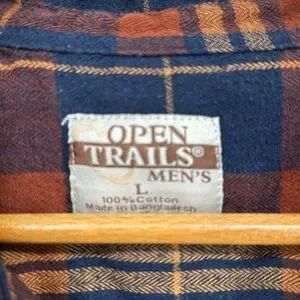 OPEN
TRAILS®
MEN'S
L
100% Cotton
Made in Bangladesh